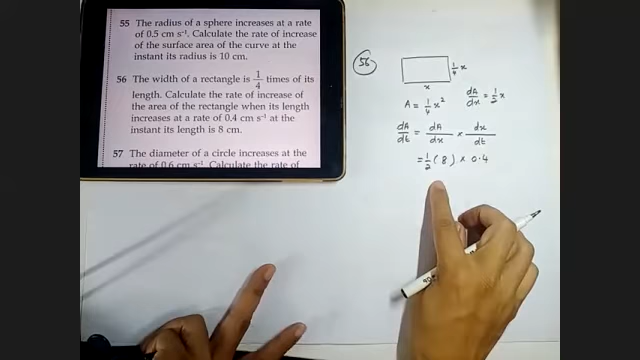 55 The radius of a sphere increases at a rate
of 0.5 cm s⁻¹. Calculate the rate of increase
of the surface area of the curve at the
instant its radius is 10 cm.
56 The width of a rectangle is 1/4 times of its
length. Calculate the rate of increase of
the area of the rectangle when its length
increases at a rate of 0.4 cm s⁻¹ at the
instant its length is 8 cm.
57 The diameter of a circle increases at the
rate of 0.6 cm s⁻¹. Calculate the rate
56
1/4 x
x
A = 1/4 x²
dA/dx = 1/2 x
dA/dt = dA/dx × dx/dt
= 1/2 (8) × 0.4